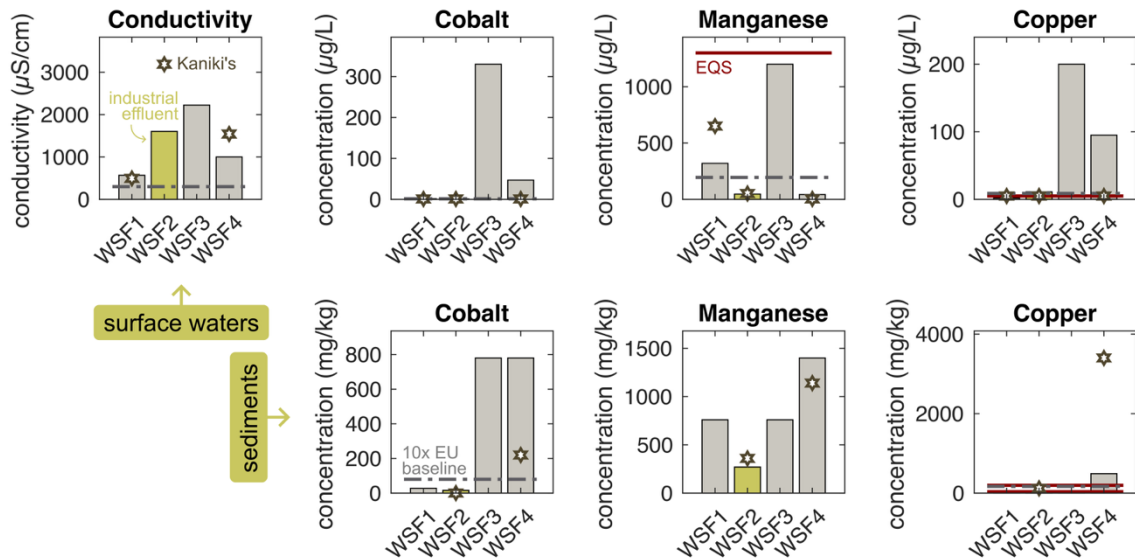 Conductivity
conductivity (µS/cm)
3000
2000
1000
0
Kaniki's
industrial
effluent
WSF1
WSF2
WSF3
WSF4
Cobalt
concentration (µg/L)
300
200
100
0
WSF1
WSF2
WSF3
WSF4
Manganese
concentration (µg/L)
1000
500
0
EQS
WSF1
WSF2
WSF3
WSF4
Copper
concentration (µg/L)
200
100
0
WSF1
WSF2
WSF3
WSF4
surface waters
sediments
Cobalt
concentration (mg/kg)
800
600
400
200
0
10x EU
baseline
WSF1
WSF2
WSF3
WSF4
Manganese
concentration (mg/kg)
1500
1000
500
0
WSF1
WSF2
WSF3
WSF4
Copper
concentration (mg/kg)
4000
2000
0
WSF1
WSF2
WSF3
WSF4